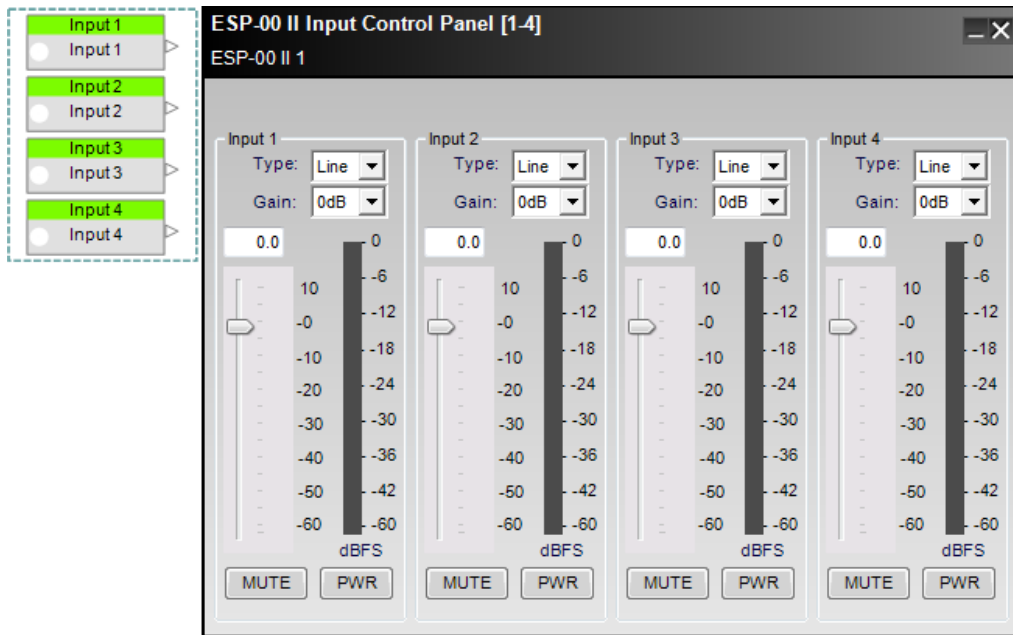 Input 1
Input 1
Input 2
Input 2
Input 3
Input 3
Input 4
Input 4
ESP-00 II Input Control Panel [1-4]
ESP-00 II 1
Input 1
Type: Line
Gain: 0dB
0.0
10
-0
-10
-20
-30
-40
-50
-60
0
-6
-12
-18
-24
-30
-36
-42
-60
dBFS
MUTE PWR
Input 2
Type: Line
Gain: 0dB
0.0
10
-0
-10
-20
-30
-40
-50
-60
0
-6
-12
-18
-24
-30
-36
-42
-60
dBFS
MUTE PWR
Input 3
Type: Line
Gain: 0dB
0.0
10
-0
-10
-20
-30
-40
-50
-60
0
-6
-12
-18
-24
-30
-36
-42
-60
dBFS
MUTE PWR
Input 4
Type: Line
Gain: 0dB
0.0
10
-0
-10
-20
-30
-40
-50
-60
0
-6
-12
-18
-24
-30
-36
-42
-60
dBFS
MUTE PWR